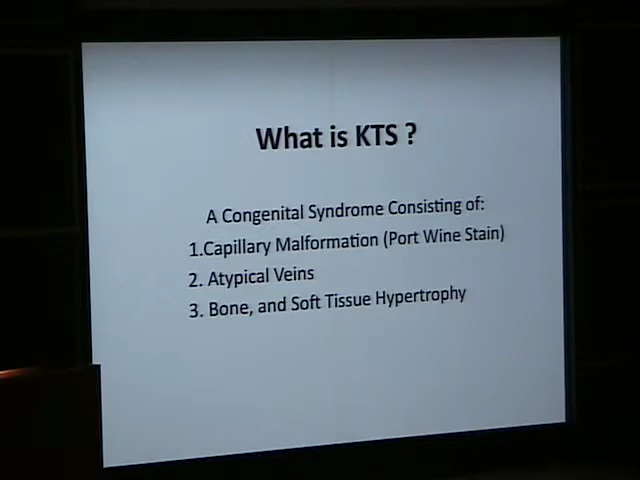 What is KTS ?
A Congenital Syndrome Consisting of:
1.Capillary Malformation (Port Wine Stain)
2. Atypical Veins
3. Bone, and Soft Tissue Hypertrophy